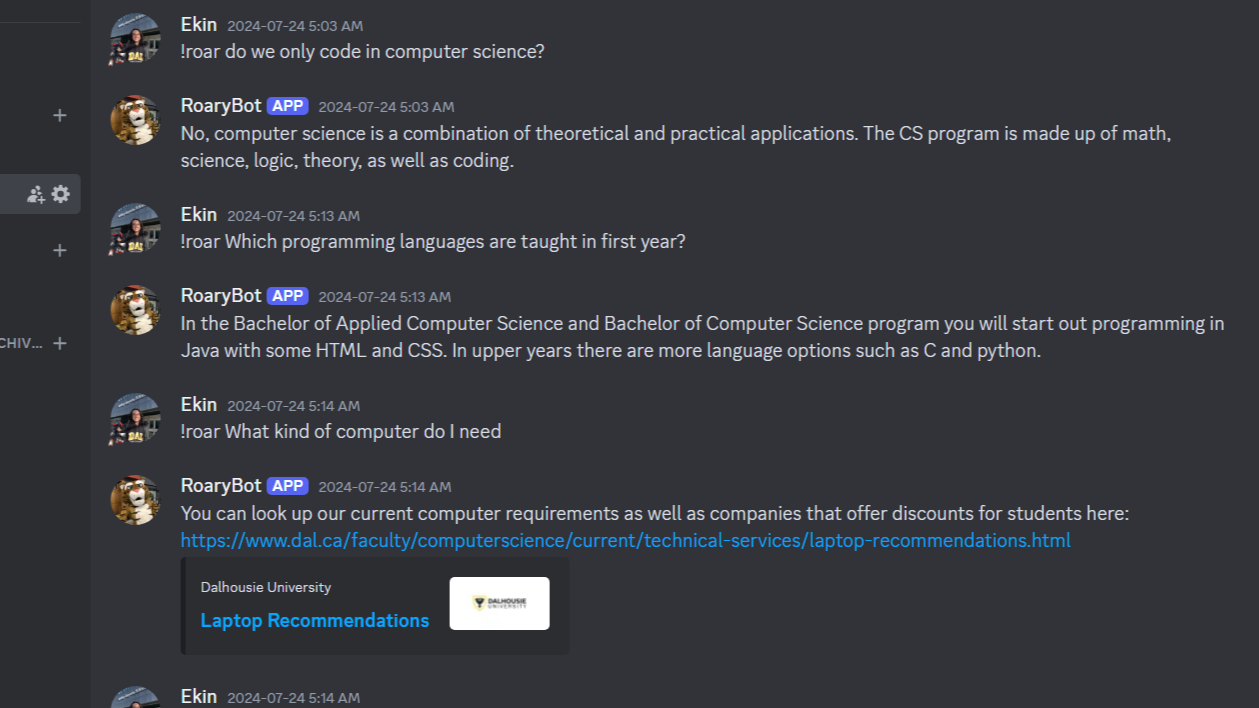 Ekin 2024-07-24 5:03 AM
!roar do we only code in computer science?
RoaryBot APP 2024-07-24 5:03 AM
No, computer science is a combination of theoretical and practical applications. The CS program is made up of math,
science, logic, theory, as well as coding.
Ekin 2024-07-24 5:13 AM
!roar Which programming languages are taught in first year?
RoaryBot APP 2024-07-24 5:13 AM
In the Bachelor of Applied Computer Science and Bachelor of Computer Science program you will start out programming in
CHIV...
Java with some HTML and CSS. In upper years there are more language options such as C and python.
Ekin 2024-07-24 5:14 AM
!roar What kind of computer do I need
RoaryBot APP 2024-07-24 5:14 AM
You can look up our current computer requirements as well as companies that offer discounts for students here:
https://www.dal.ca/faculty/computerscience/current/technical-services/laptop-recommendations.html
Dalhousie University
Laptop Recommendations
DALHOUSIE
UNIVERSITY
Ekin 2024-07-24 5:14 AM